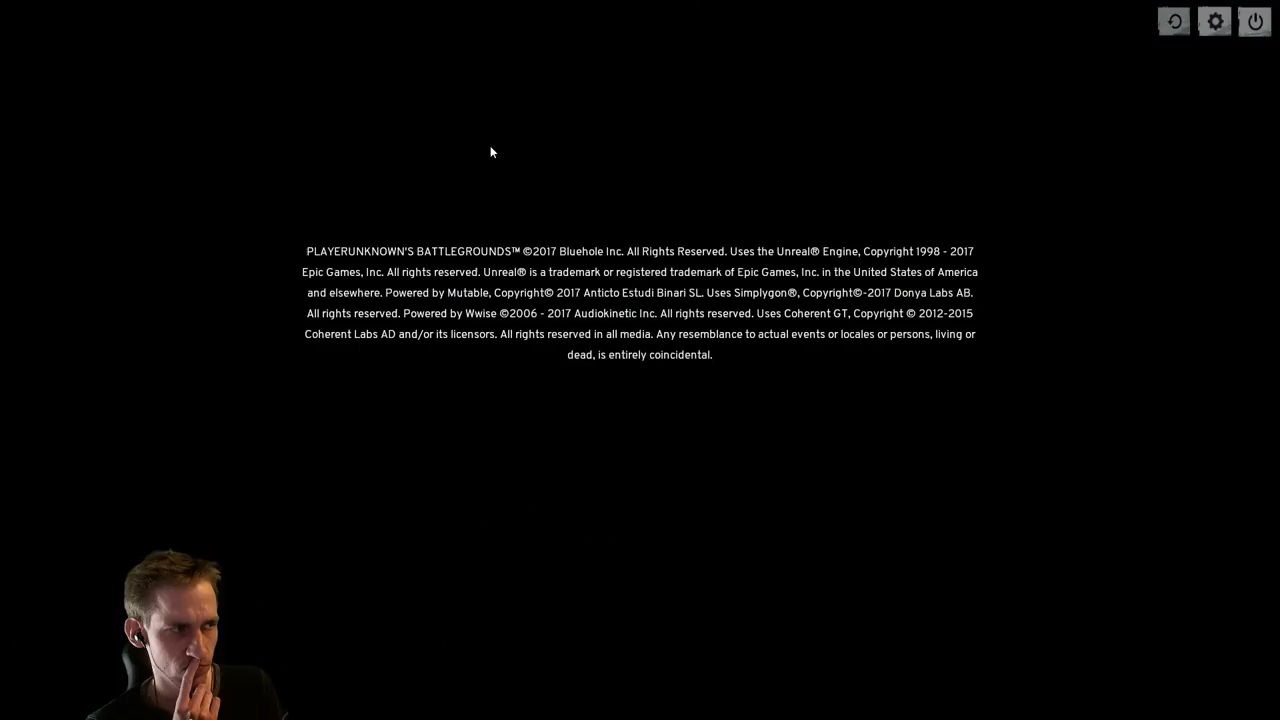 PLAYERUNKNOWN'S BATTLEGROUNDS™ ©2017 Bluehole Inc. All Rights Reserved. Uses the Unreal® Engine, Copyright 1998 - 2017
Epic Games, Inc. All rights reserved. Unreal® is a trademark or registered trademark of Epic Games, Inc. in the United States of America
and elsewhere. Powered by Mutable, Copyright© 2017 Anticto Estudi Binari SL. Uses Simplygon®, Copyright©-2017 Donya Labs AB.
All rights reserved. Powered by Wwise ©2006 - 2017 Audiokinetic Inc. All rights reserved. Uses Coherent GT, Copyright © 2012-2015
Coherent Labs AD and/or its licensors. All rights reserved in all media. Any resemblance to actual events or locales or persons, living or
dead, is entirely coincidental.